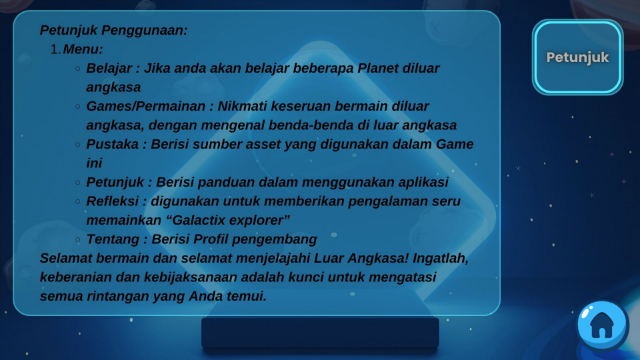 Petunjuk Penggunaan:
1. Menu:
◦ Belajar : Jika anda akan belajar beberapa Planet diluar
angkasa
◦ Games/Permainan : Nikmati keseruan bermain diluar
angkasa, dengan mengenal benda-benda di luar angkasa
◦ Pustaka : Berisi sumber asset yang digunakan dalam Game
ini
◦ Petunjuk : Berisi panduan dalam menggunakan aplikasi
◦ Refleksi : digunakan untuk memberikan pengalaman seru
memainkan “Galactix explorer”
◦ Tentang : Berisi Profil pengembang
Selamat bermain dan selamat menjelajahi Luar Angkasa! Ingatlah,
keberanian dan kebijaksanaan adalah kunci untuk mengatasi
semua rintangan yang Anda temui.
Petunjuk